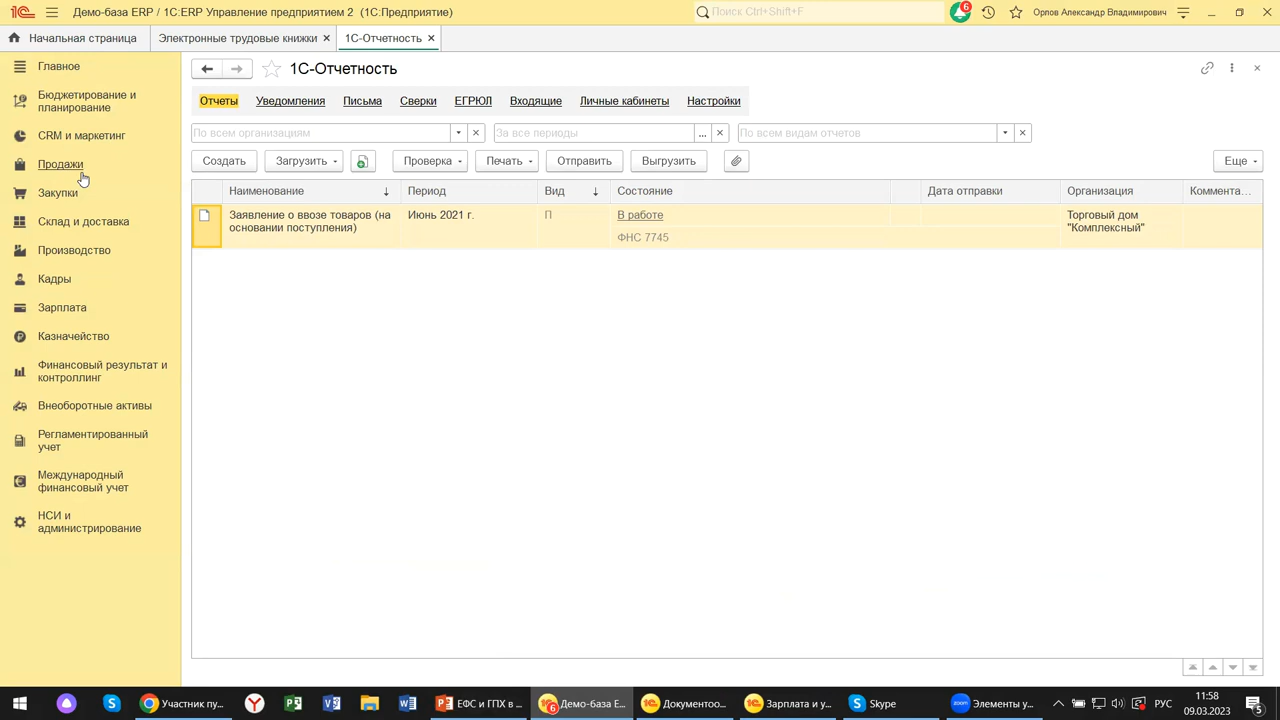 Демо-база ERP / 1С:ERP Управление предприятием 2 (1С:Предприятие)
Поиск Ctrl+Shift+F
6
Орлов Александр Владимирович
Начальная страница
Электронные трудовые книжки
1С-Отчетность
Главное
Бюджетирование и
планирование
CRM и маркетинг
Продажи
Закупки
Склад и доставка
Производство
Кадры
Зарплата
Казначейство
Финансовый результат и
контроллинг
Внеоборотные активы
Регламентированный
учет
Международный
финансовый учет
НСИ и
администрирование
1С-Отчетность
Отчеты Уведомления Письма Сверки ЕГРЮЛ Входящие Личные кабинеты Настройки
По всем организациям За все периоды ... По всем видам отчетов
Создать Загрузить Проверка Печать Отправить Выгрузить Еще
Наименование Период Вид Состояние Дата отправки Организация Коммента...
Заявление о ввозе товаров (на
основании поступления)
Июнь 2021 г.
П
В работе
ФНС 7745
Торговый дом
"Комплексный"
Участник пу...
ЕФС и ГПХ в ...
6
Демо-база E...
Документоо...
Зарплата и у...
Skype
zoom
Элементы у...
РУС
11:58
09.03.2023